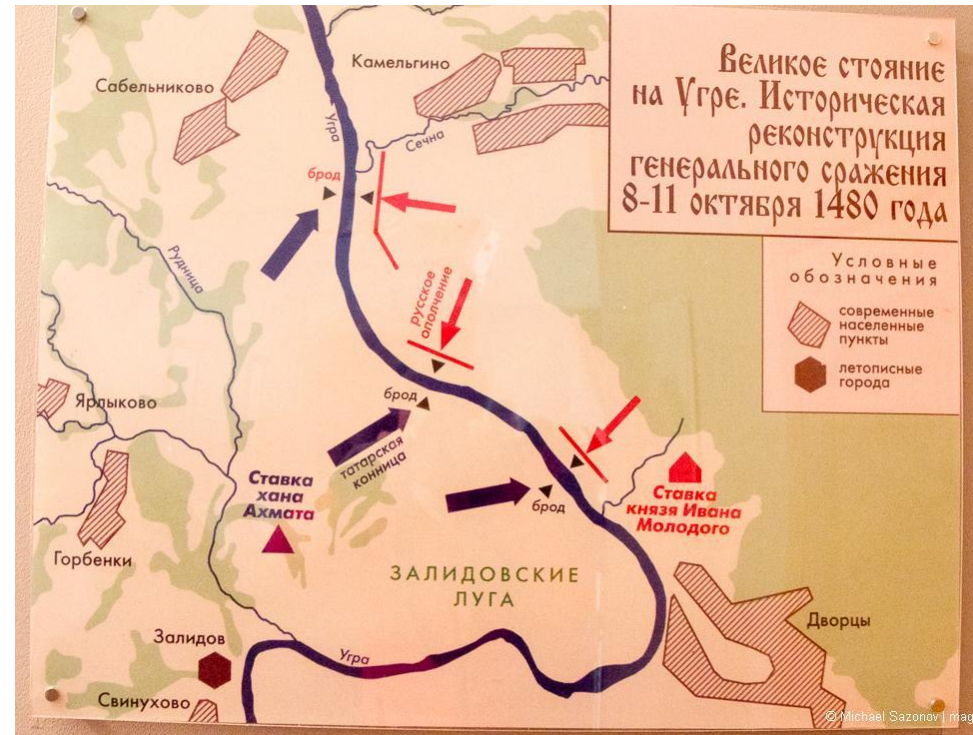 Великое стояние
на Угре. Историческая
реконструкция
генерального сражения
8-11 октября 1480 года
Условные
обозначения
современные
населенные
пункты
летописные
города
Сабельниково
Камельгино
Угра
Сечна
брод
Рудница
русское
ополчение
Ярлыково
брод
татарская
конница
Ставка
хана
Ахмата
брод
Ставка
князя Ивана
Молодого
Горбенки
ЗАЛИДОВСКИЕ
ЛУГА
Дворцы
Залидов
Угра
Свинухово
© Michael Sazonov | mag